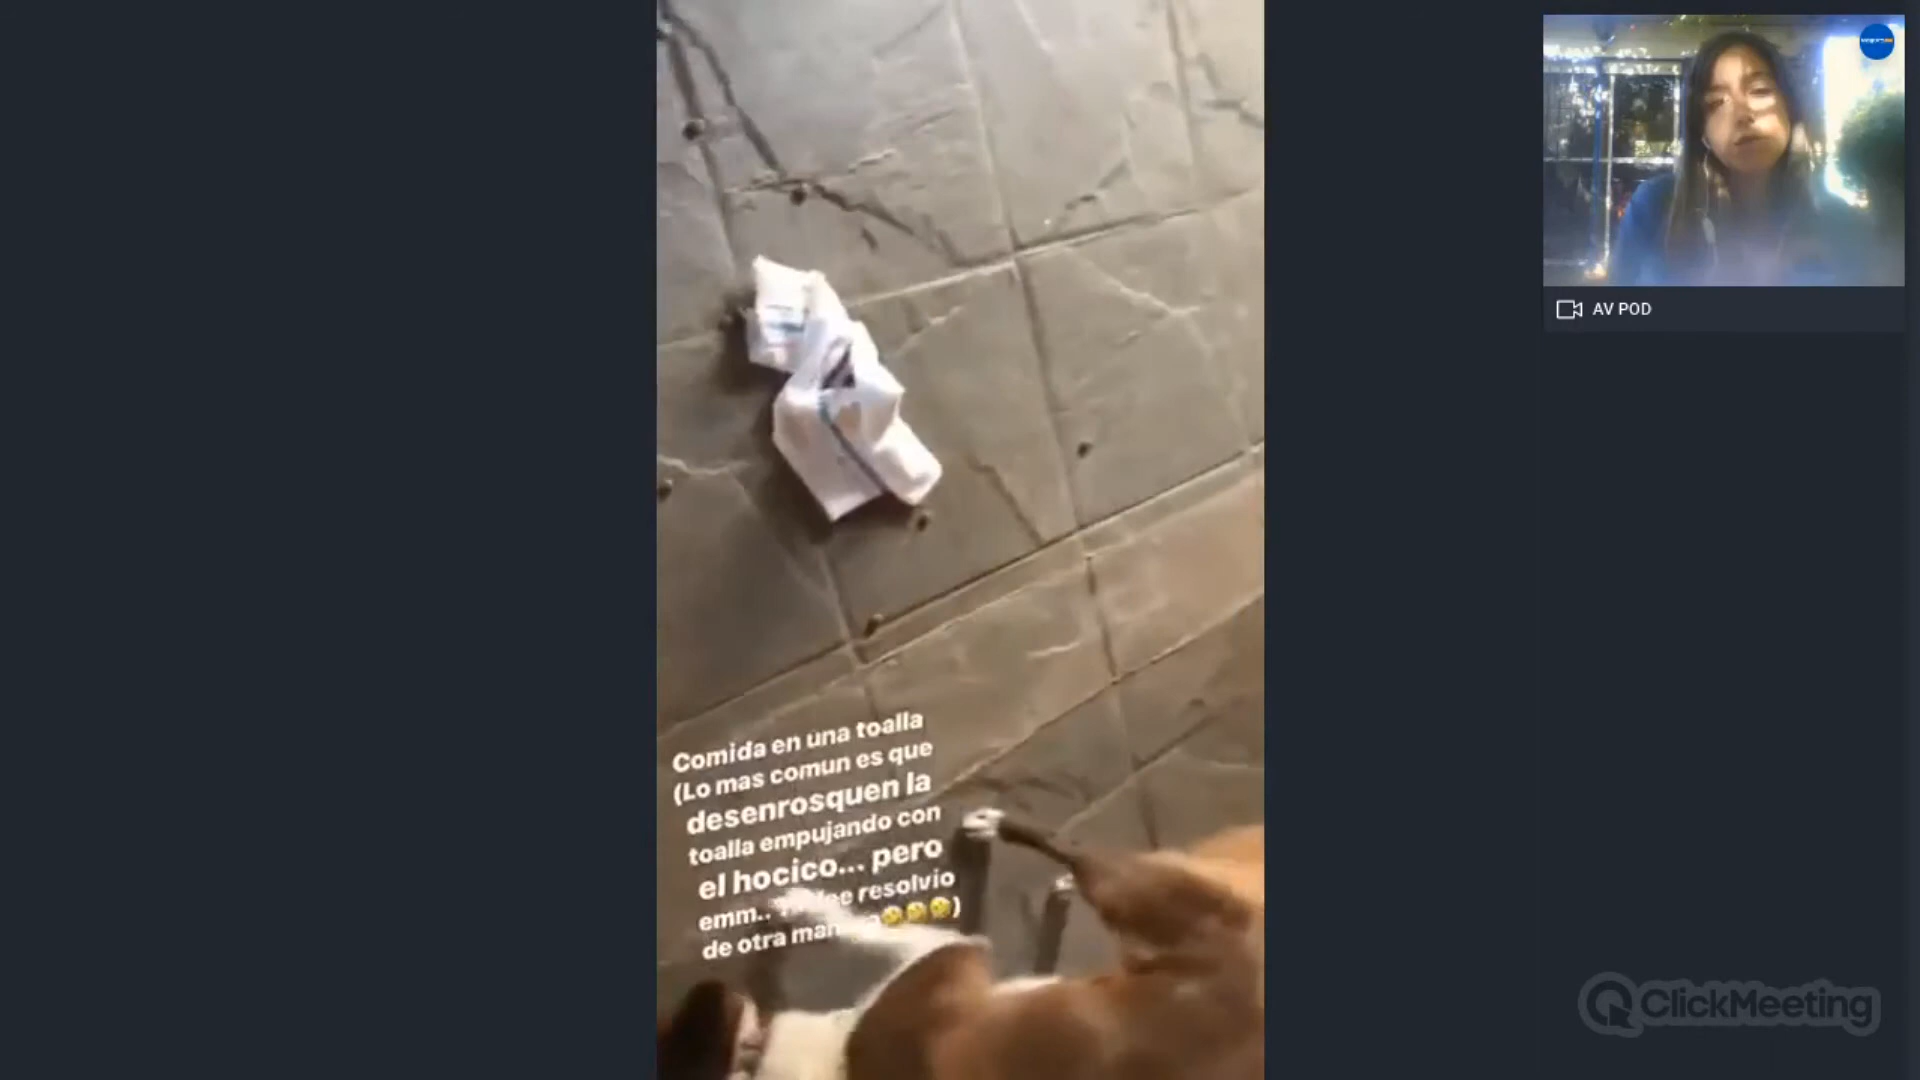 Comida en una toalla
(Lo mas comun es que
desenrosquen la
toalla empujando con
el hocico... pero
emm.. resolvio
de otra 🤔🤔🤔)
AV POD
ClickMeeting